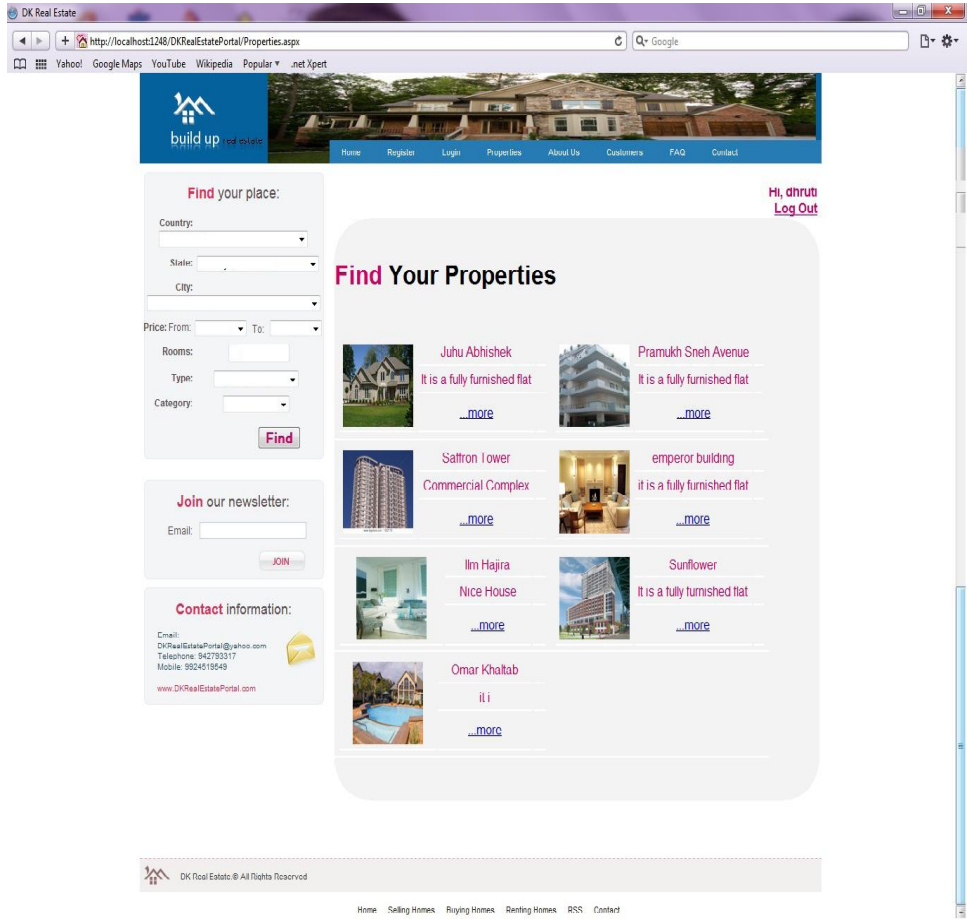 DK Real Estate
http://localhost:1248/DKRealEstatePortal/Properties.aspx
Google
Yahoo! Google Maps YouTube Wikipedia Popular .net Xpert
build up real estate
Home Register Login Properties About Us Customers FAQ Contact
Hi, dhruti
Log Out
Find your place:
Country:
State:
City:
Price: From: To:
Rooms:
Type:
Category:
Find
Join our newsletter:
Email:
JOIN
Contact information:
Email:
DKRealEstatePortal@yahoo.com
Telephone: 942793317
Mobile: 9924519549
www.DKRealEstatePortal.com
Find Your Properties
Juhu Abhishek
It is a fully furnished flat
...more
Pramukh Sneh Avenue
It is a fully furnished flat
...more
Saffron Tower
Commercial Complex
...more
emperor building
it is a fully furnished flat
...more
Ilm Hajira
Nice House
...more
Sunflower
It is a fully furnished flat
...more
Omar Khaltab
it i
...more
DK Real Estate.© All Rights Reserved
Home Selling Homes Buying Homes Renting Homes RSS Contact